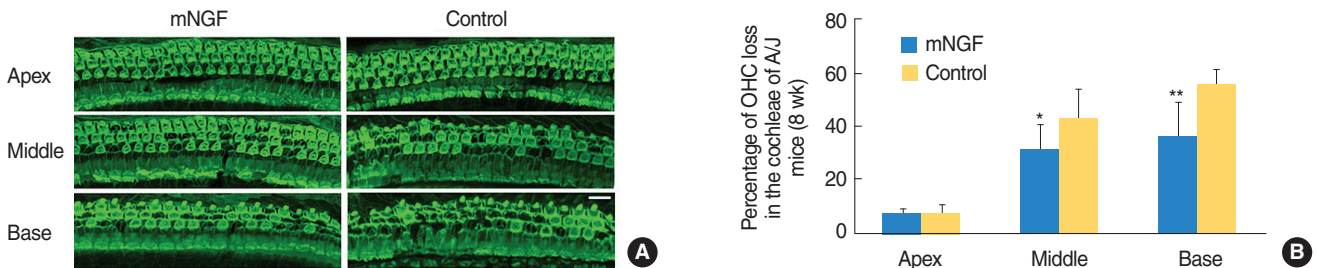 mNGF
Control
Apex
Middle
Base
A
Percentage of OHC loss
in the cochleae of A/J
mice (8 wk)
80
60
40
20
0
mNGF
Control
*
**
Apex
Middle
Base
B